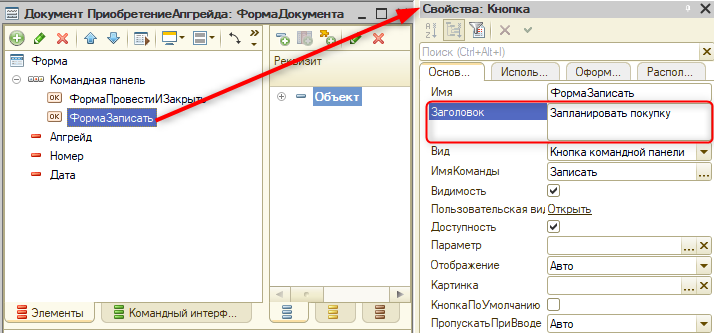 Документ ПриобретениеАпгрейда: ФормаДокумента
Форма
Командная панель
ФормаПровестиИЗакрыть
ФормаЗаписать
Апгрейд
Номер
Дата
Элементы
Командный интерф...
Реквизит
Объект
Свойства: Кнопка
Поиск (Ctrl+Alt+I)
Основ...
Исполь...
Оформ...
Распол...
Имя ФормаЗаписать
Заголовок Запланировать покупку
Вид Кнопка командной панели
ИмяКоманды Записать
Видимость
Пользовательская вид Открыть
Доступность
Параметр
Отображение Авто
Картинка
КнопкаПоУмолчанию
ПропускатьПриВводе Авто